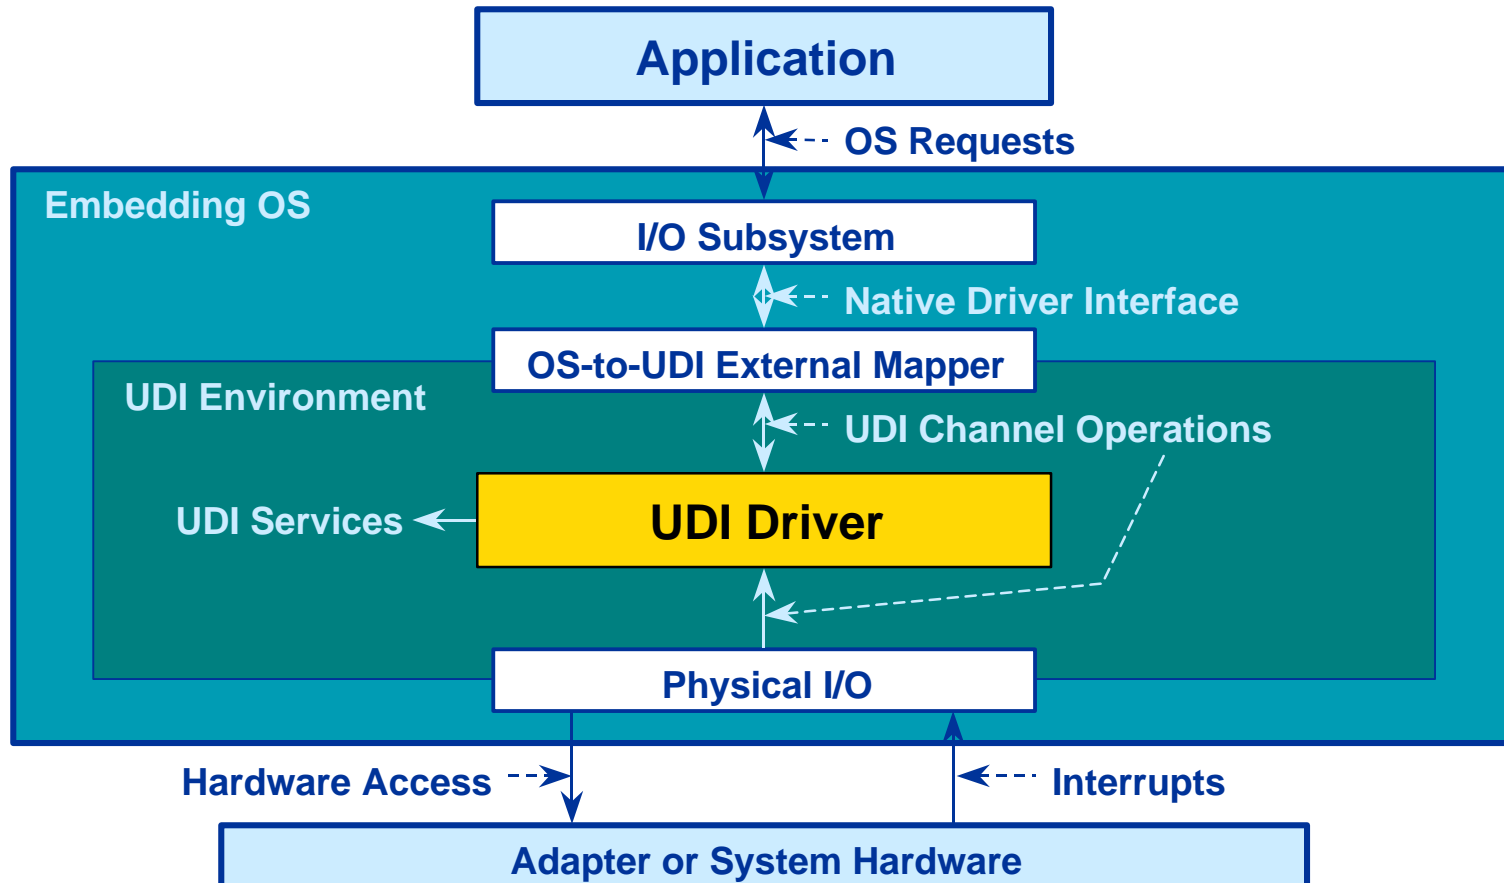 Application
OS Requests
Embedding OS
I/O Subsystem
Native Driver Interface
OS-to-UDI External Mapper
UDI Environment
UDI Channel Operations
UDI Services
UDI Driver
Physical I/O
Hardware Access
Interrupts
Adapter or System Hardware